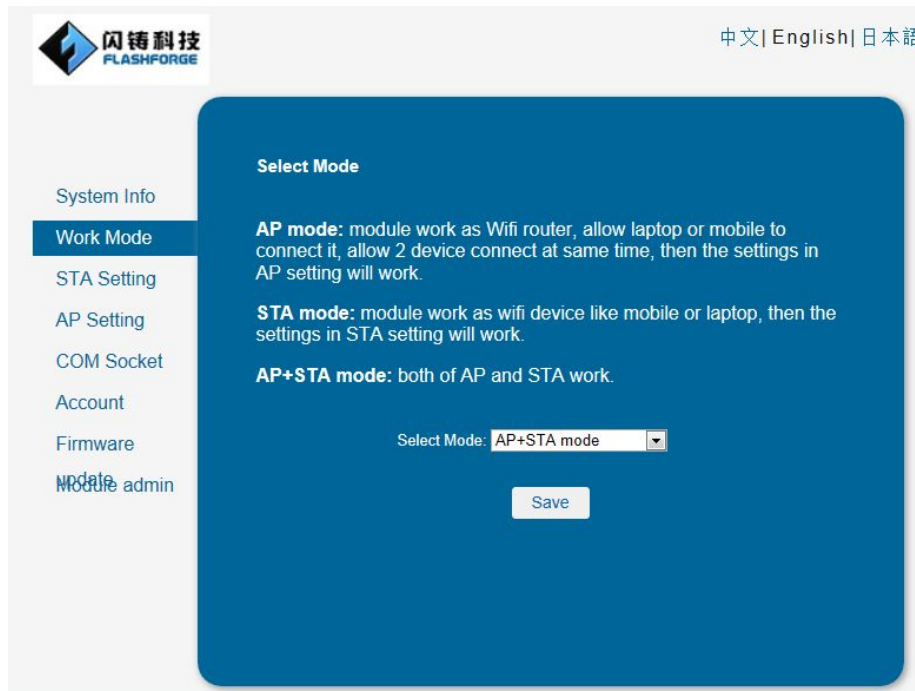 闪铸科技
FLASHFORGE
中文| English| 日本語
System Info
Work Mode
STA Setting
AP Setting
COM Socket
Account
Firmware
update
Module admin
Select Mode
AP mode: module work as Wifi router, allow laptop or mobile to
connect it, allow 2 device connect at same time, then the settings in
AP setting will work.
STA mode: module work as wifi device like mobile or laptop, then the
settings in STA setting will work.
AP+STA mode: both of AP and STA work.
Select Mode: AP+STA mode
Save